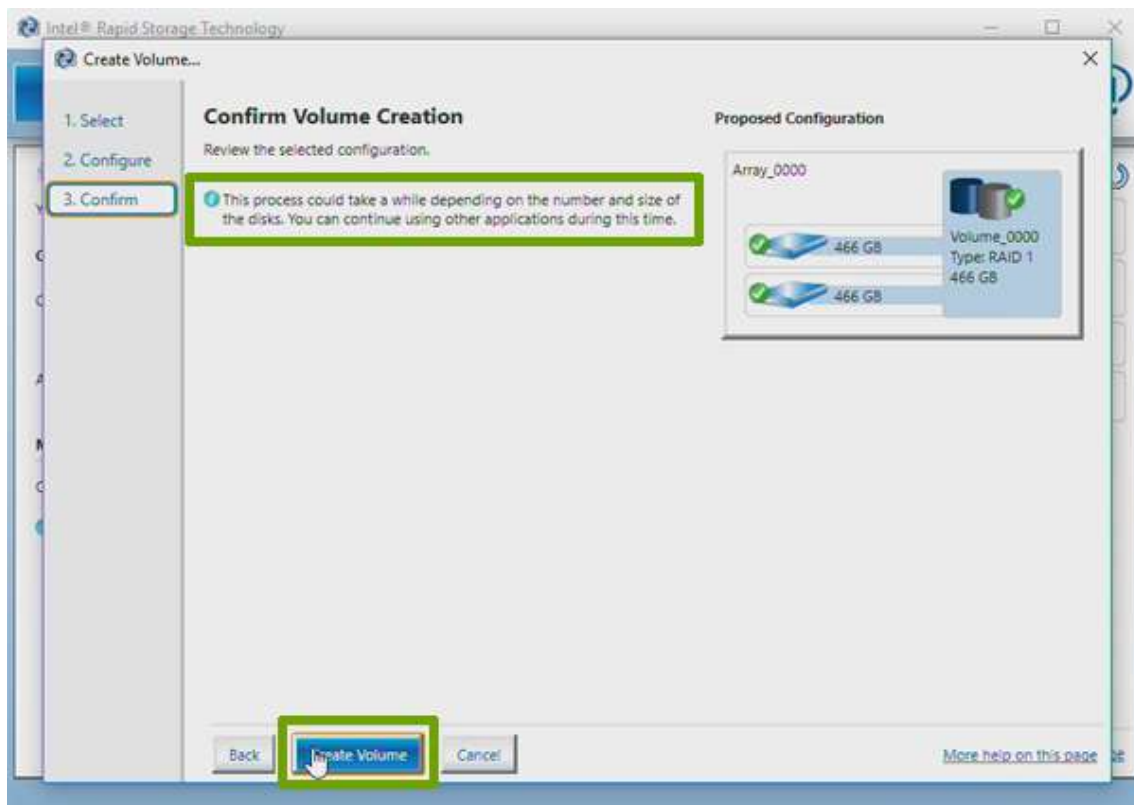 Intel® Rapid Storage Technology
Create Volume...
1. Select
2. Configure
3. Confirm
Confirm Volume Creation
Review the selected configuration.
This process could take a while depending on the number and size of
the disks. You can continue using other applications during this time.
Proposed Configuration
Array_0000
466 GB
466 GB
Volume_0000
Type: RAID 1
466 GB
Back
Create Volume
Cancel
More help on this page